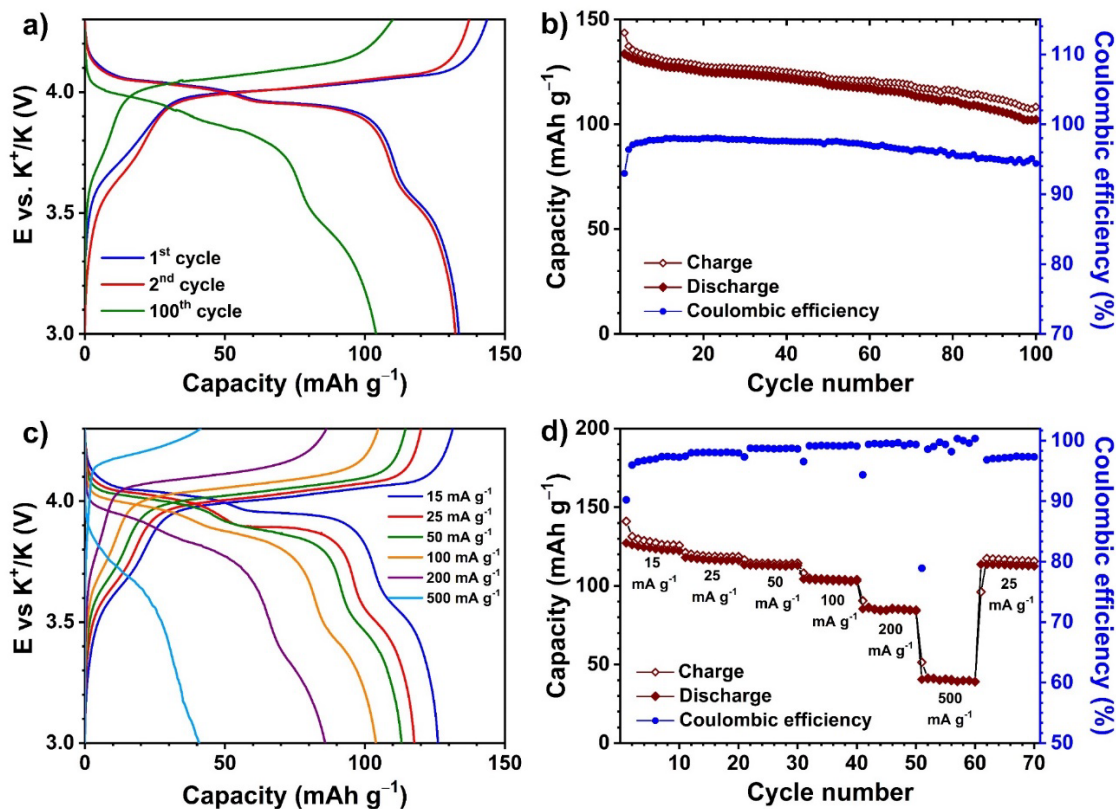 a)
E vs. K⁺/K (V)
4.0
3.5
3.0
1ˢᵗ cycle
2ⁿᵈ cycle
100ᵗʰ cycle
0 50 100 150
Capacity (mAh g⁻¹)
b)
Capacity (mAh g⁻¹)
150
100
50
0
Charge
Discharge
Coulombic efficiency
110
100
90
80
70
Coulombic efficiency (%)
20 40 60 80 100
Cycle number
c)
E vs K⁺/K (V)
4.0
3.5
3.0
15 mA g⁻¹
25 mA g⁻¹
50 mA g⁻¹
100 mA g⁻¹
200 mA g⁻¹
500 mA g⁻¹
0 50 100 150
Capacity (mAh g⁻¹)
d)
Capacity (mAh g⁻¹)
200
150
100
50
0
15
mA g⁻¹
25
mA g⁻¹
50
mA g⁻¹
100
mA g⁻¹
200
mA g⁻¹
500
mA g⁻¹
25
mA g⁻¹
Charge
Discharge
Coulombic efficiency
100
90
80
70
60
50
Coulombic efficiency (%)
10 20 30 40 50 60 70
Cycle number